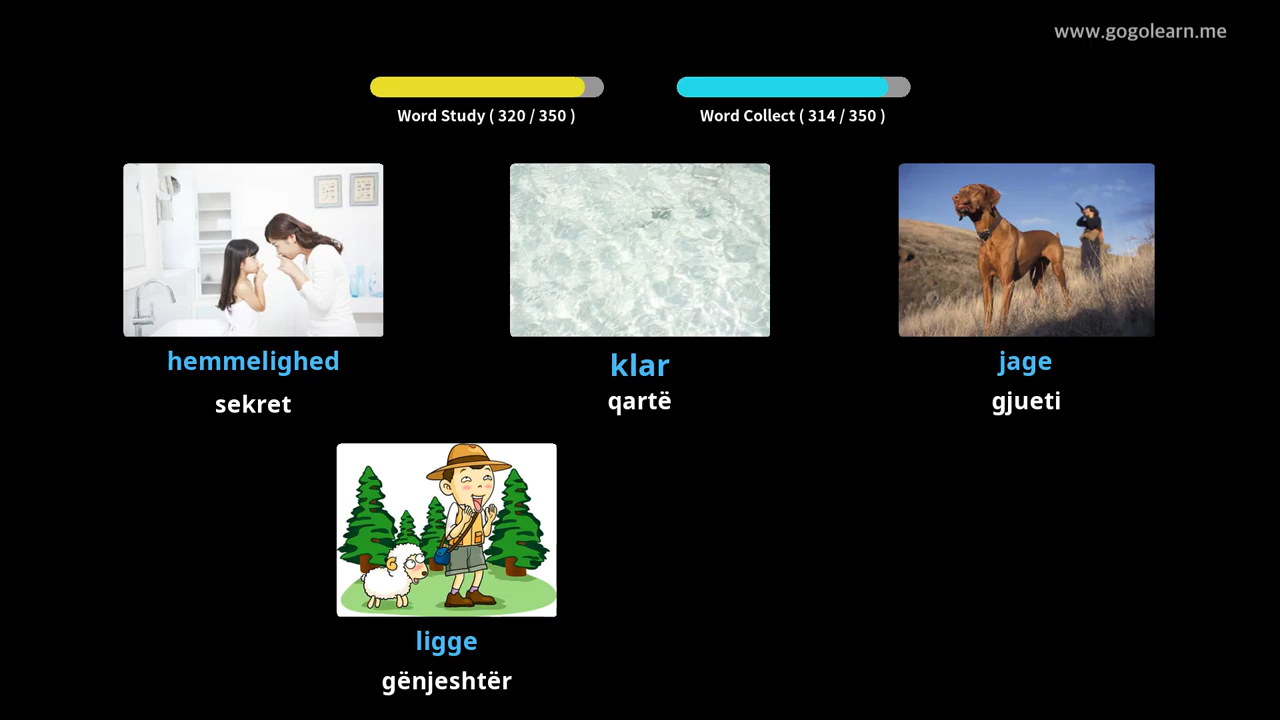 www.gogolearn.me
Word Study ( 320 / 350 )
Word Collect ( 314 / 350 )
hemmelighed
sekret
klar
qartë
jage
gjueti
ligge
gënjeshtër